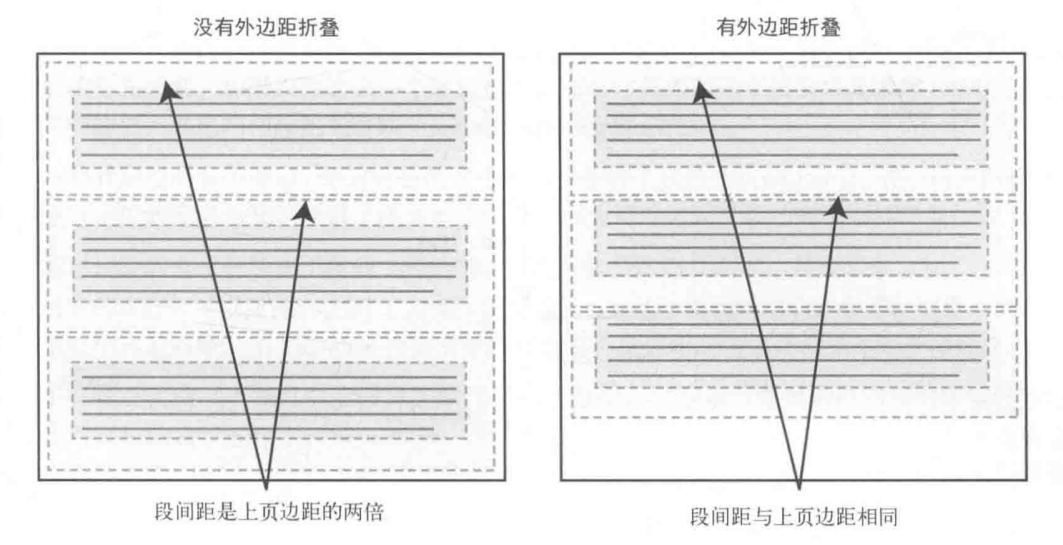 没有外边距折叠
有外边距折叠
段间距是上页边距的两倍
段间距与上页边距相同